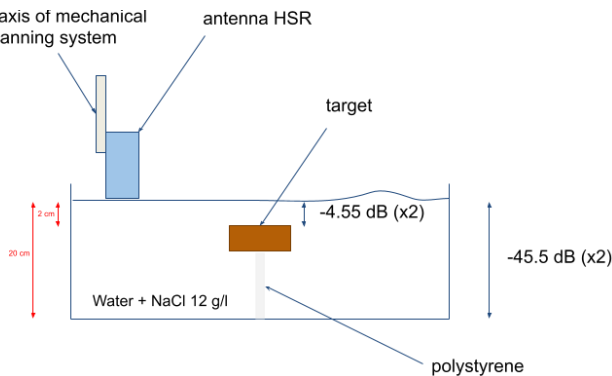 axis of mechanical
anning system
antenna HSR
target
2 cm
-4.55 dB (x2)
20 cm
-45.5 dB (x2)
Water + NaCl 12 g/l
polystyrene